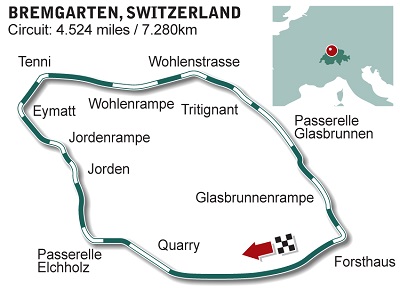 BREMGARTEN, SWITZERLAND
Circuit: 4.524 miles / 7.280km
Tenni
Wohlenstrasse
Eymatt
Wohlenrampe
Tritignant
Passerelle
Glasbrunnen
Jordenrampe
Jorden
Glasbrunnenrampe
Passerelle
Elchholz
Quarry
Forsthaus